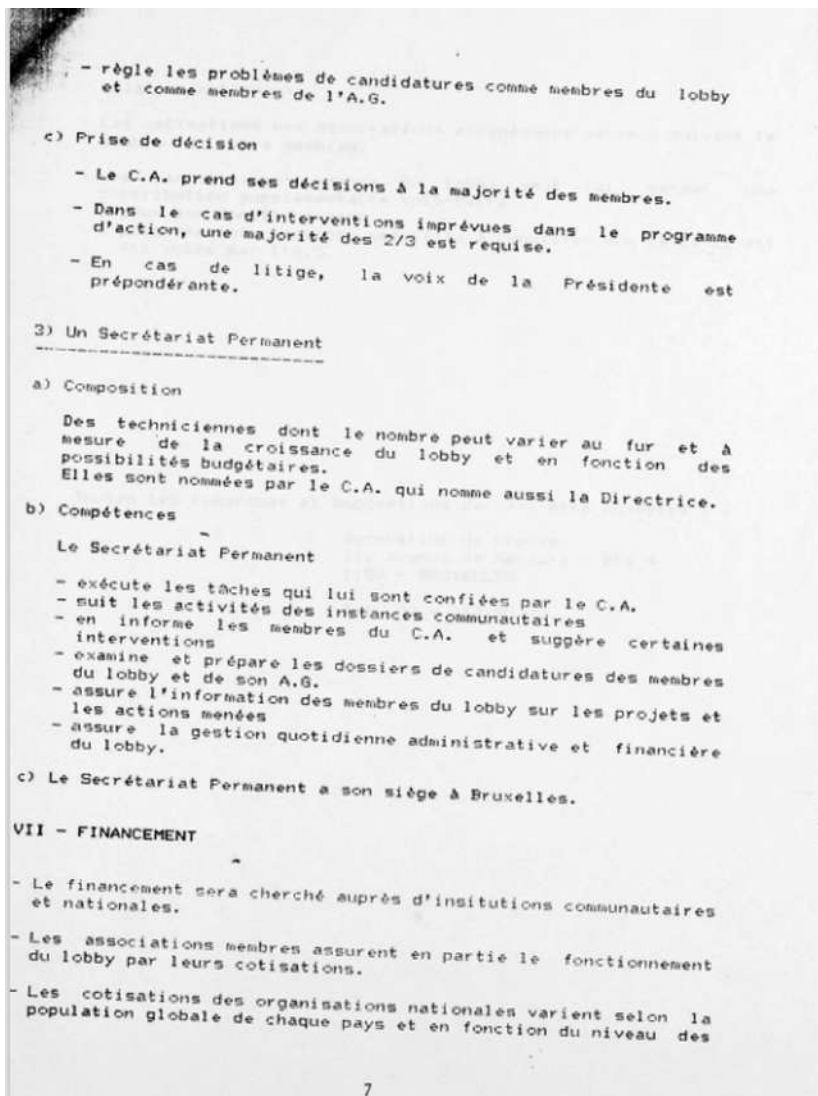 - règle les problèmes de candidatures comme membres du lobby
et comme membres de l'A.G.
c) Prise de décision
- Le C.A. prend ses décisions à la majorité des membres.
- Dans le cas d'interventions imprévues dans le programme
d'action, une majorité des 2/3 est requise.
- En cas de litige, la voix de la Présidente est
prépondérante.
3) Un Secrétariat Permanent
---------------------------
a) Composition
Des techniciennes dont le nombre peut varier au fur et à
mesure de la croissance du lobby et en fonction des
possibilités budgétaires.
Elles sont nommées par le C.A. qui nomme aussi la Directrice.
b) Compétences
Le Secrétariat Permanent
- exécute les tâches qui lui sont confiées par le C.A.
- suit les activités des instances communautaires
- en informe les membres du C.A. et suggère certaines
interventions
- examine et prépare les dossiers de candidatures des membres
du lobby et de son A.G.
- assure l'information des membres du lobby sur les projets et
les actions menées
- assure la gestion quotidienne administrative et financière
du lobby.
c) Le Secrétariat Permanent a son siège à Bruxelles.
VII - FINANCEMENT
- Le financement sera cherché auprès d'insitutions communautaires
et nationales.
- Les associations membres assurent en partie le fonctionnement
du lobby par leurs cotisations.
- Les cotisations des organisations nationales varient selon la
population globale de chaque pays et en fonction du niveau des
7